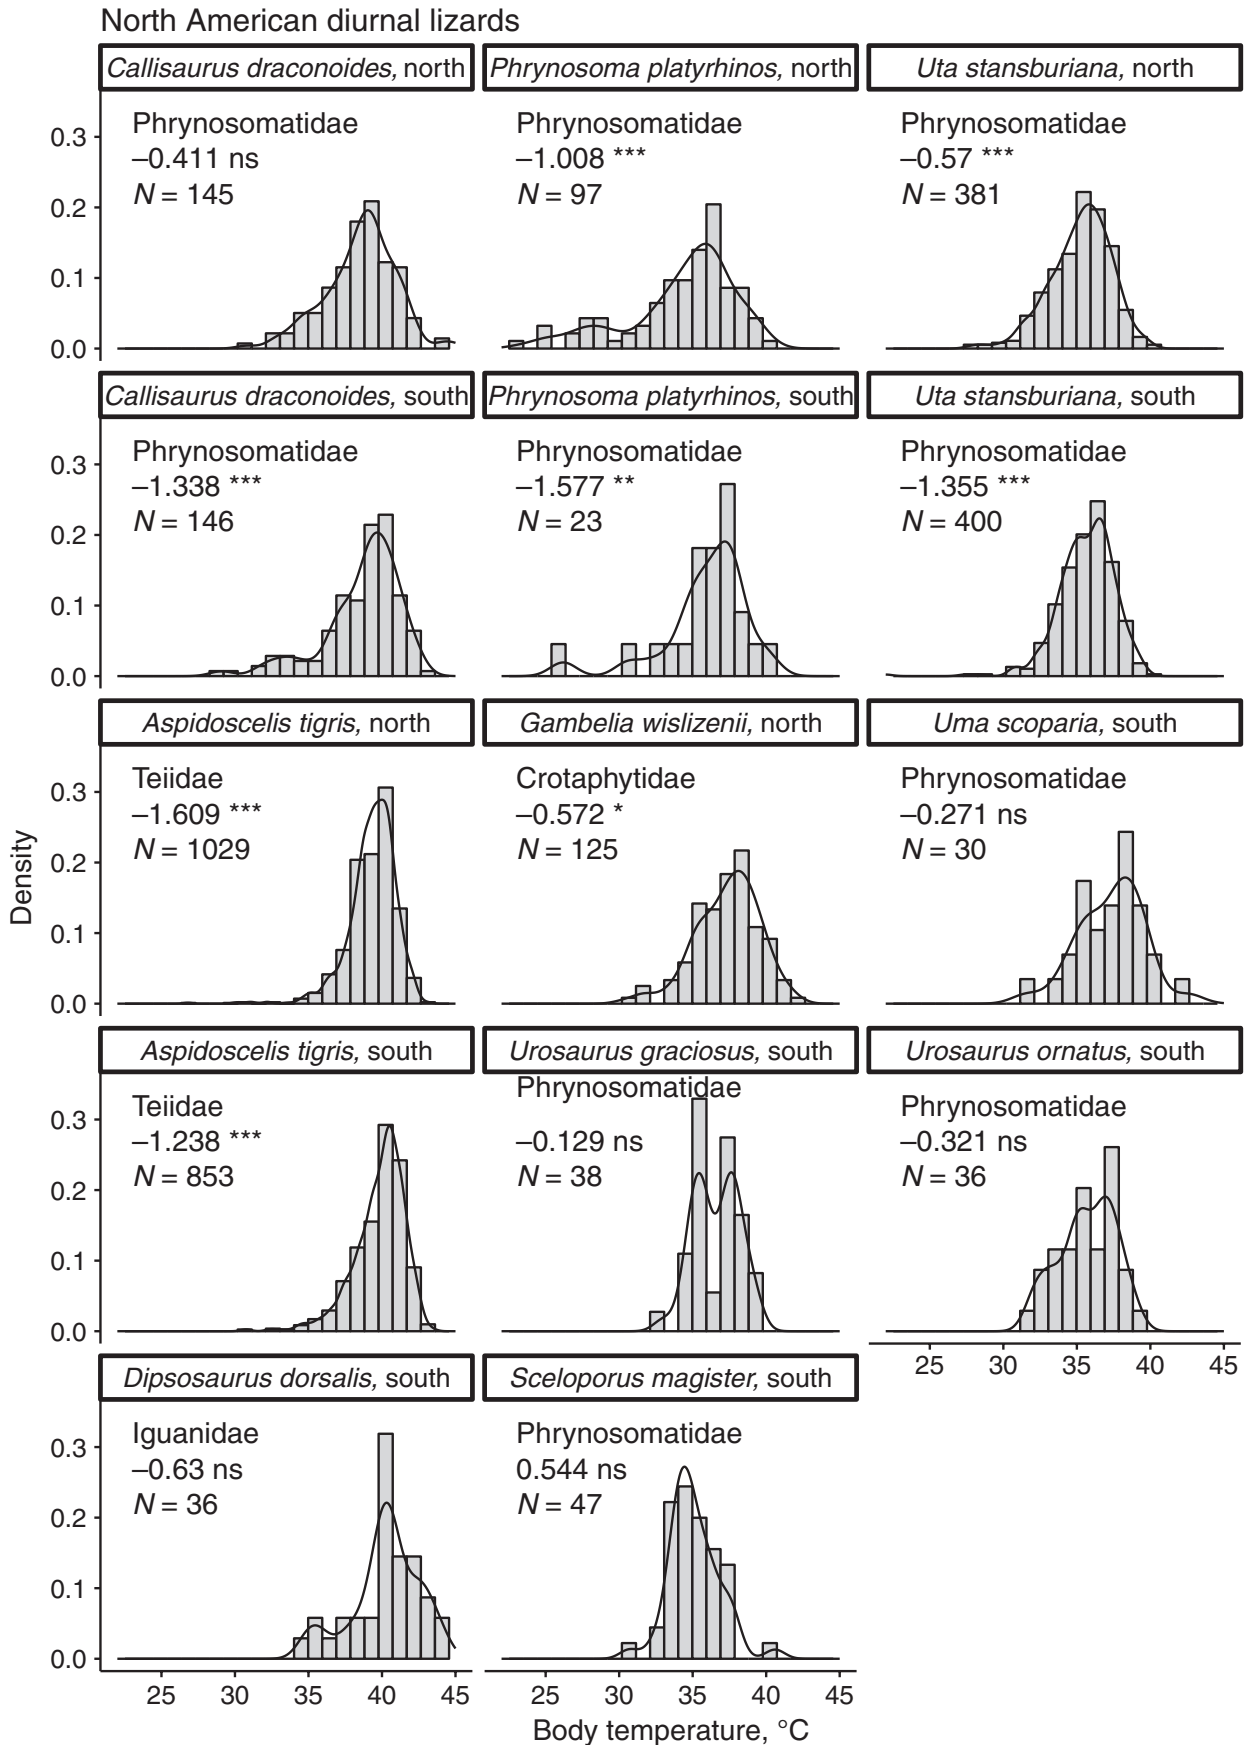 North American diurnal lizards
Callisaurus draconoides, north
Phrynosoma platyrhinos, north
Uta stansburiana, north
Phrynosomatidae
–0.411 ns
N = 145
Phrynosomatidae
–1.008 ***
N = 97
Phrynosomatidae
–0.57 ***
N = 381
0.3
0.2
0.1
0.0
Callisaurus draconoides, south
Phrynosoma platyrhinos, south
Uta stansburiana, south
Phrynosomatidae
–1.338 ***
N = 146
Phrynosomatidae
–1.577 **
N = 23
Phrynosomatidae
–1.355 ***
N = 400
0.3
0.2
0.1
0.0
Aspidoscelis tigris, north
Gambelia wislizenii, north
Uma scoparia, south
Teiidae
–1.609 ***
N = 1029
Crotaphytidae
–0.572 *
N = 125
Phrynosomatidae
–0.271 ns
N = 30
0.3
0.2
0.1
0.0
Density
Aspidoscelis tigris, south
Urosaurus graciosus, south
Urosaurus ornatus, south
Teiidae
–1.238 ***
N = 853
Phrynosomatidae
–0.129 ns
N = 38
Phrynosomatidae
–0.321 ns
N = 36
0.3
0.2
0.1
0.0
25 30 35 40 45
Dipsosaurus dorsalis, south
Sceloporus magister, south
Iguanidae
–0.63 ns
N = 36
Phrynosomatidae
0.544 ns
N = 47
0.3
0.2
0.1
0.0
25 30 35 40 45
25 30 35 40 45
Body temperature, °C